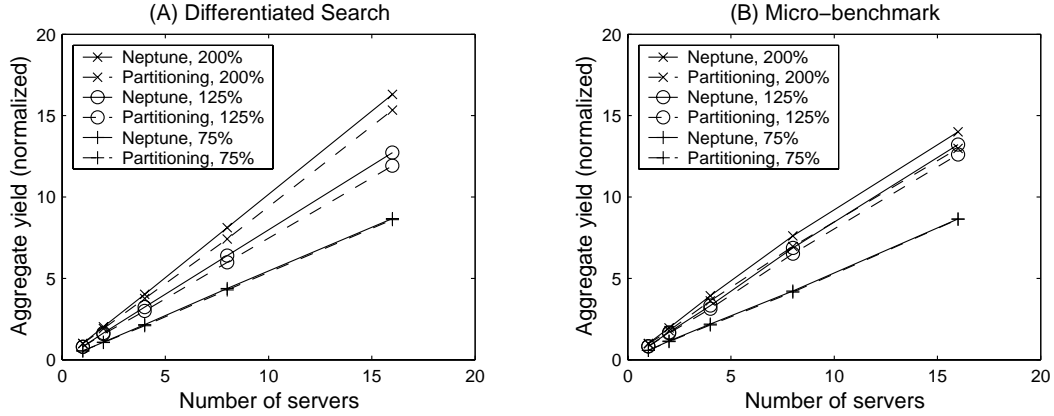 (A) Differentiated Search
Aggregate yield (normalized)
20
15
10
5
0
Neptune, 200%
Partitioning, 200%
Neptune, 125%
Partitioning, 125%
Neptune, 75%
Partitioning, 75%
0 5 10 15 20
Number of servers
(B) Micro−benchmark
Aggregate yield (normalized)
20
15
10
5
0
Neptune, 200%
Partitioning, 200%
Neptune, 125%
Partitioning, 125%
Neptune, 75%
Partitioning, 75%
0 5 10 15 20
Number of servers